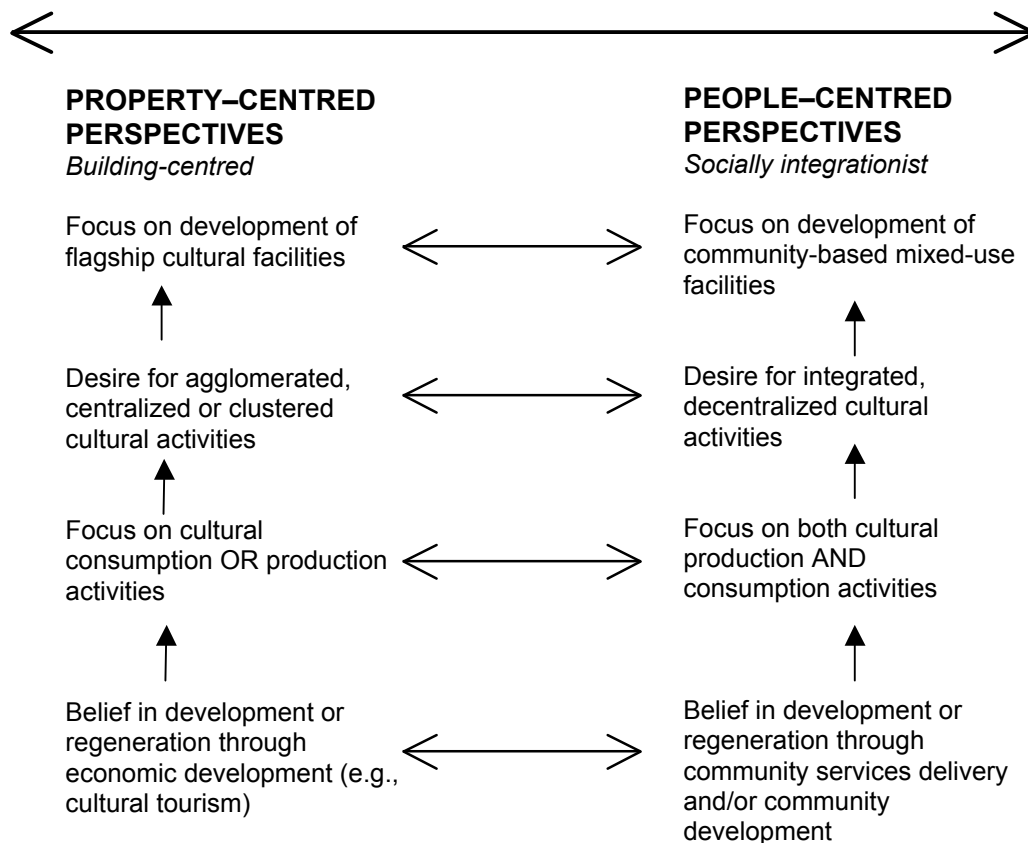 PROPERTY–CENTRED
PERSPECTIVES
Building-centred
Focus on development of
flagship cultural facilities
Desire for agglomerated,
centralized or clustered
cultural activities
Focus on cultural
consumption OR production
activities
Belief in development or
regeneration through
economic development (e.g.,
cultural tourism)
PEOPLE–CENTRED
PERSPECTIVES
Socially integrationist
Focus on development of
community-based mixed-use
facilities
Desire for integrated,
decentralized cultural
activities
Focus on both cultural
production AND
consumption activities
Belief in development or
regeneration through
community services delivery
and/or community
development